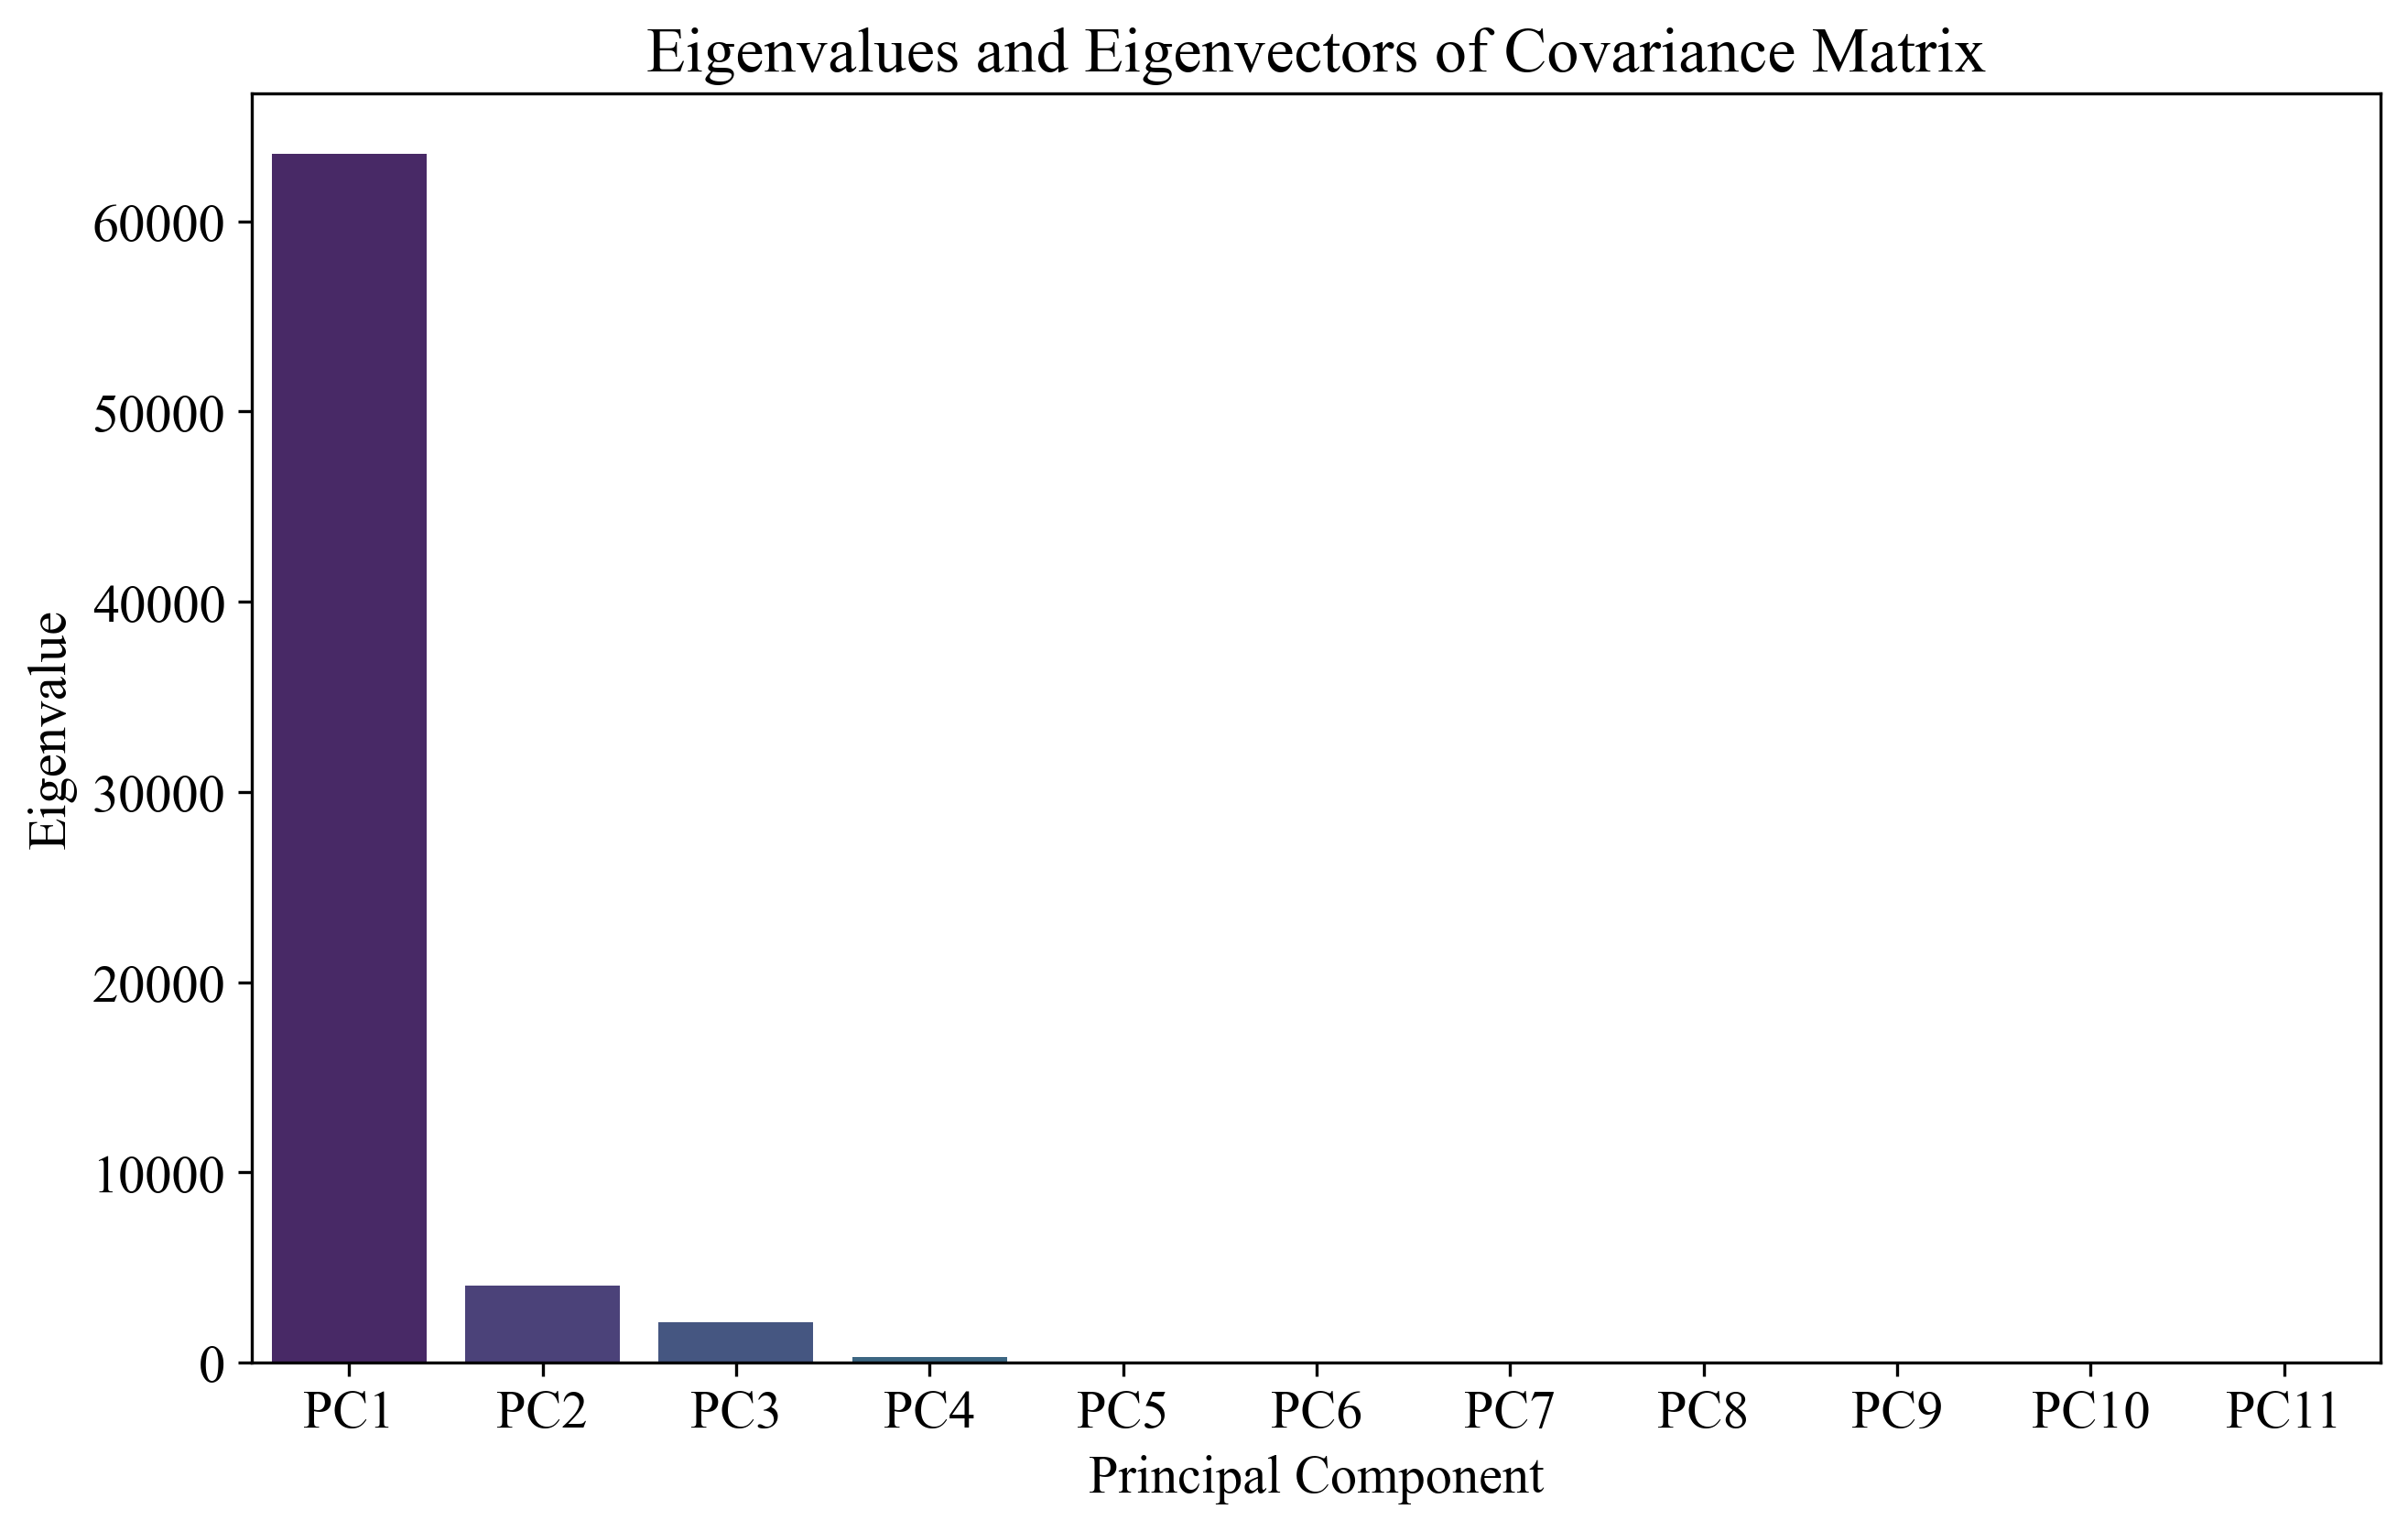 Eigenvalues and Eigenvectors of Covariance Matrix
Eigenvalue
60000
50000
40000
30000
20000
10000
0
PC1 PC2 PC3 PC4 PC5 PC6 PC7 PC8 PC9 PC10 PC11
Principal Component